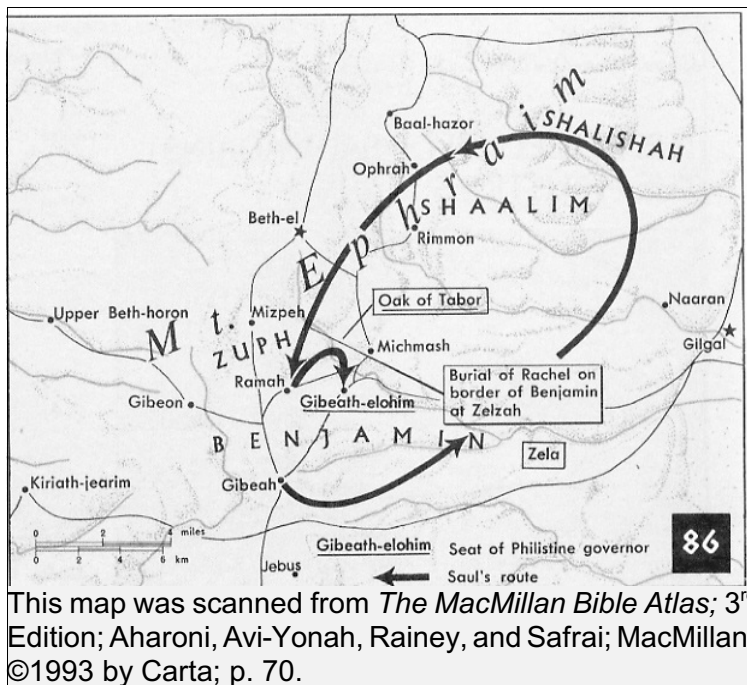 Mt. Ephraim
Baal-hazor
SHALISHAH
Ophrah
SHAALIM
Beth-el
Rimmon
Oak of Tabor
Naaran
Upper Beth-horon
Mizpeh
Gilgal
ZUPH
Michmash
Ramah
Burial of Rachel on
border of Benjamin
at Zelzah
Gibeath-elohim
Gibeon
BENJAMIN
Zela
Gibeah
Kiriath-jearim
0 2 4 miles
0 2 4 6 km
Jebus
Gibeath-elohim Seat of Philistine governor
Saul's route
86
This map was scanned from The MacMillan Bible Atlas; 3r
Edition; Aharoni, Avi-Yonah, Rainey, and Safrai; MacMillan
©1993 by Carta; p. 70.